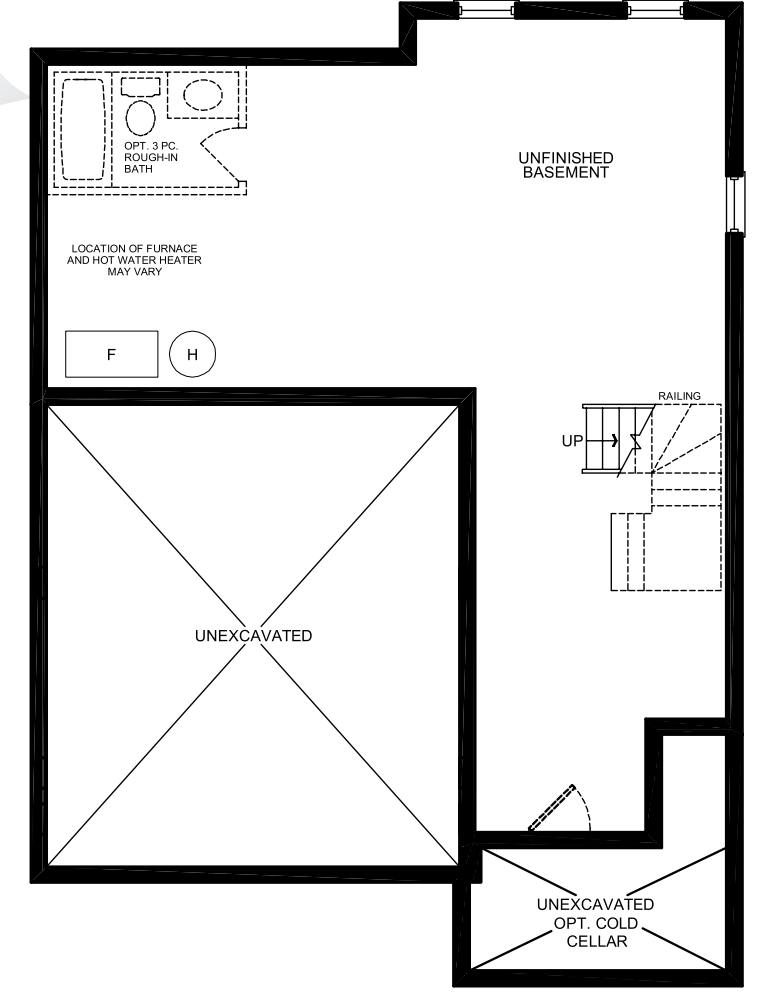 OPT. 3 PC.
ROUGH-IN
BATH
UNFINISHED
BASEMENT
LOCATION OF FURNACE
AND HOT WATER HEATER
MAY VARY
F
H
RAILING
UP
UNEXCAVATED
UNEXCAVATED
OPT. COLD
CELLAR